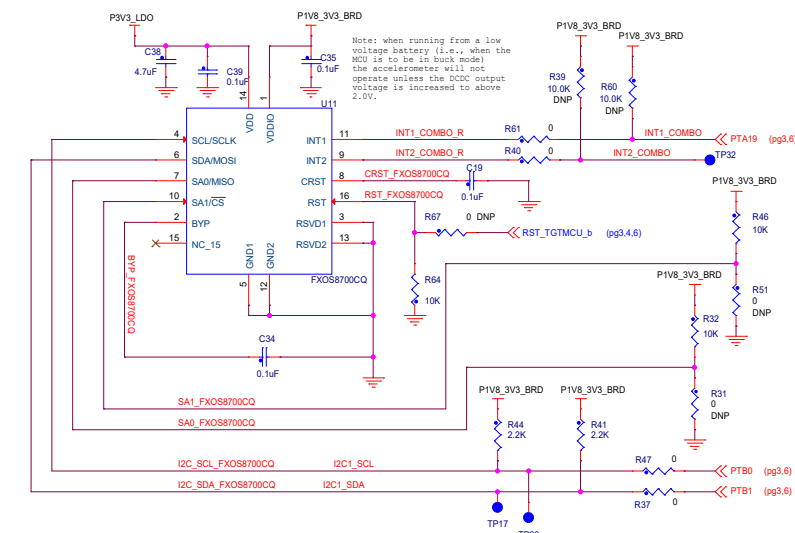 P3V3_LDO
P1V8_3V3_BRD
P1V8_3V3_BRD
P1V8_3V3_BRD
Note: when running from a low
voltage battery (i.e., when the
MCU is to be in buck mode)
the accelerometer will not
operate unless the DCDC output
voltage is increased to above
2.0V.
C38
4.7uF
C39
0.1uF
C35
0.1uF
R39
10.0K
DNP
R60
10.0K
DNP
U11
14
1
VDD
VDDIO
4
SCL/SCLK
6
SDA/MOSI
7
SA0/MISO
10
SA1/CS
2
BYP
15
NC_15
INT1
11
INT2
9
CRST
8
RST
16
RSVD1
3
RSVD2
13
GND1
GND2
5
12
FXOS8700CQ
INT1_COMBO_R
R61
0
INT1_COMBO
PTA19
(pg3,6
INT2_COMBO_R
R40
0
INT2_COMBO
TP32
CRST_FXOS8700CQ
C19
0.1uF
RST_FXOS8700CQ
R67
0 DNP
RST_TGTMCU_b
(pg3,4,6)
R64
10K
P1V8_3V3_BRD
R46
10K
R51
0
DNP
P1V8_3V3_BRD
R32
10K
R31
0
DNP
BYP_FXOS8700CQ
C34
0.1uF
SA1_FXOS8700CQ
SA0_FXOS8700CQ
P1V8_3V3_BRD
P1V8_3V3_BRD
R44
2.2K
R41
2.2K
I2C_SCL_FXOS8700CQ
I2C1_SCL
R47
0
PTB0
(pg3,6)
I2C_SDA_FXOS8700CQ
I2C1_SDA
R37
0
PTB1
(pg3,6)
TP17